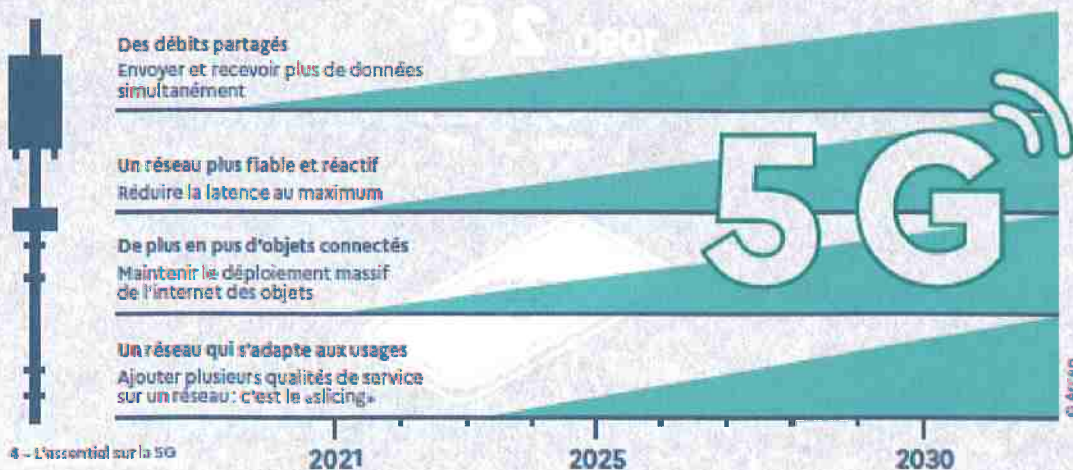 Des débits partagés
Envoyer et recevoir plus de données
simultanément
Un réseau plus fiable et réactif
Réduire la latence au maximum
De plus en pus d'objets connectés
Maintenir le déploiement massif
de l'internet des objets
Un réseau qui s'adapte aux usages
Ajouter plusieurs qualités de service
sur un réseau : c'est le «slicing»
5G
© Arcep
4 - L'essentiel sur la 5G
2021
2025
2030